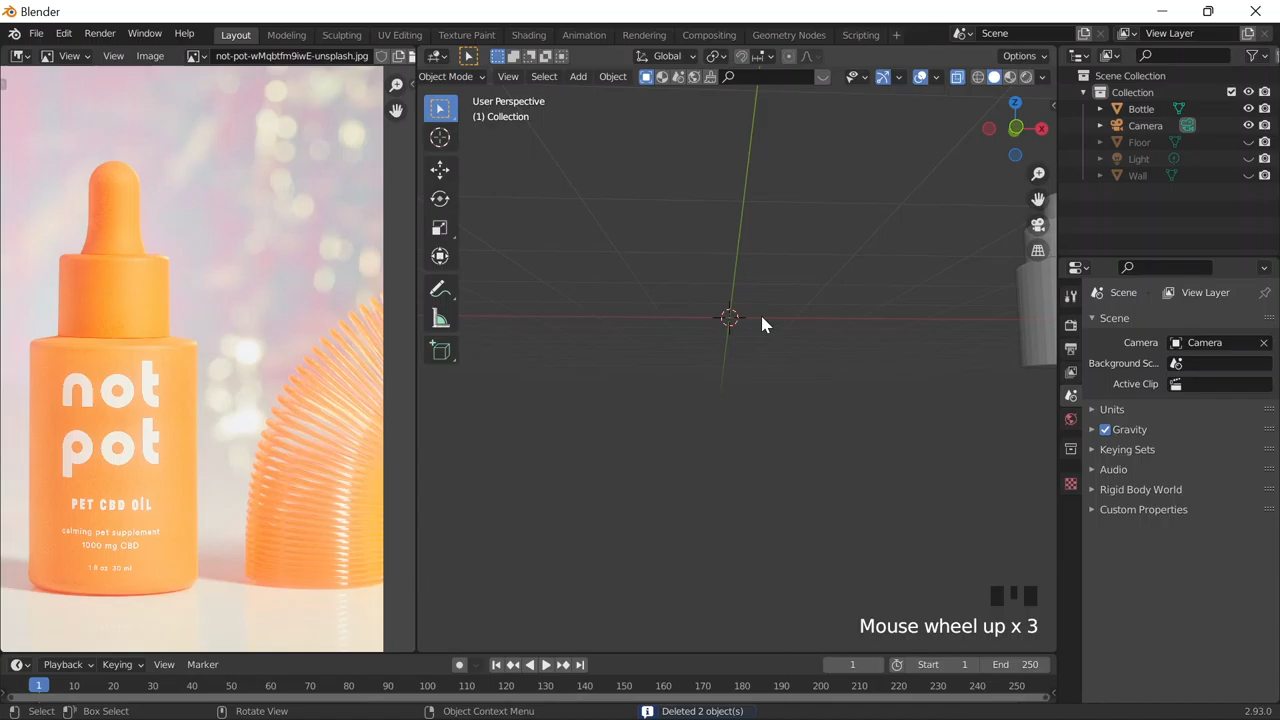 Blender
File Edit Render Window Help
Layout Modeling Sculpting UV Editing Texture Paint Shading Animation Rendering Compositing Geometry Nodes Scripting +
Scene View Layer
View View Image not-pot-wMqbtfm9iwE-unsplash.jpg
Global Options
Object Mode View Select Add Object
User Perspective
(1) Collection
Z
X
not
pot
PET CBD OIL
calming pet supplement
1000 mg CBD
1 fl oz 30 ml
Mouse wheel up x 3
Scene Collection
Collection
Bottle
Camera
Floor
Light
Wall
Scene View Layer
Scene
Camera Camera
Background Sc...
Active Clip
Units
Gravity
Keying Sets
Audio
Rigid Body World
Custom Properties
Playback Keying View Marker 1 Start 1 End 250
1 10 20 30 40 50 60 70 80 90 100 110 120 130 140 150 160 170 180 190 200 210 220 230 240 250
Select Box Select Rotate View Object Context Menu Deleted 2 object(s) 2.93.0